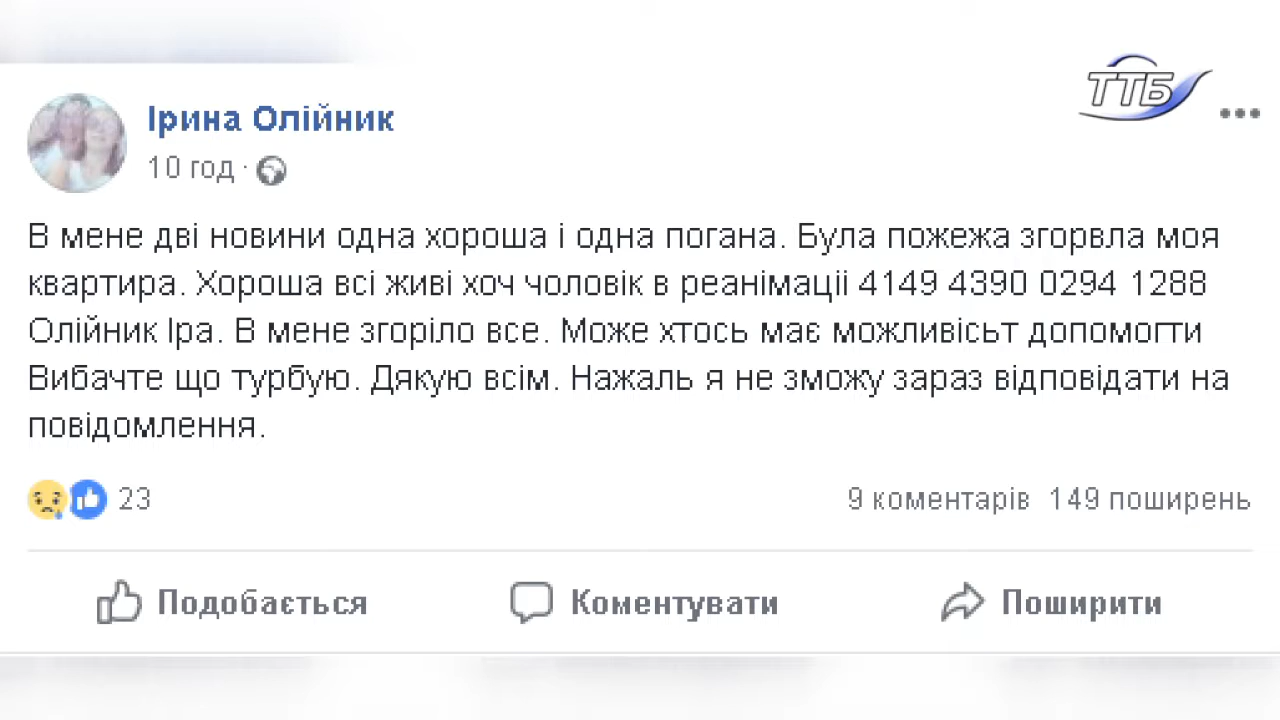 ТТБ
Ірина Олійник
10 год ·
В мене дві новини одна хороша і одна погана. Була пожежа згорвла моя
квартира. Хороша всі живі хоч чоловік в реанімації 4149 4390 0294 1288
Олійник Іра. В мене згоріло все. Може хтось має можливісьт допомогти
Вибачте що турбую. Дякую всім. Нажаль я не зможу зараз відповідати на
повідомлення.
23
9 коментарів 149 поширень
Подобається Коментувати Поширити